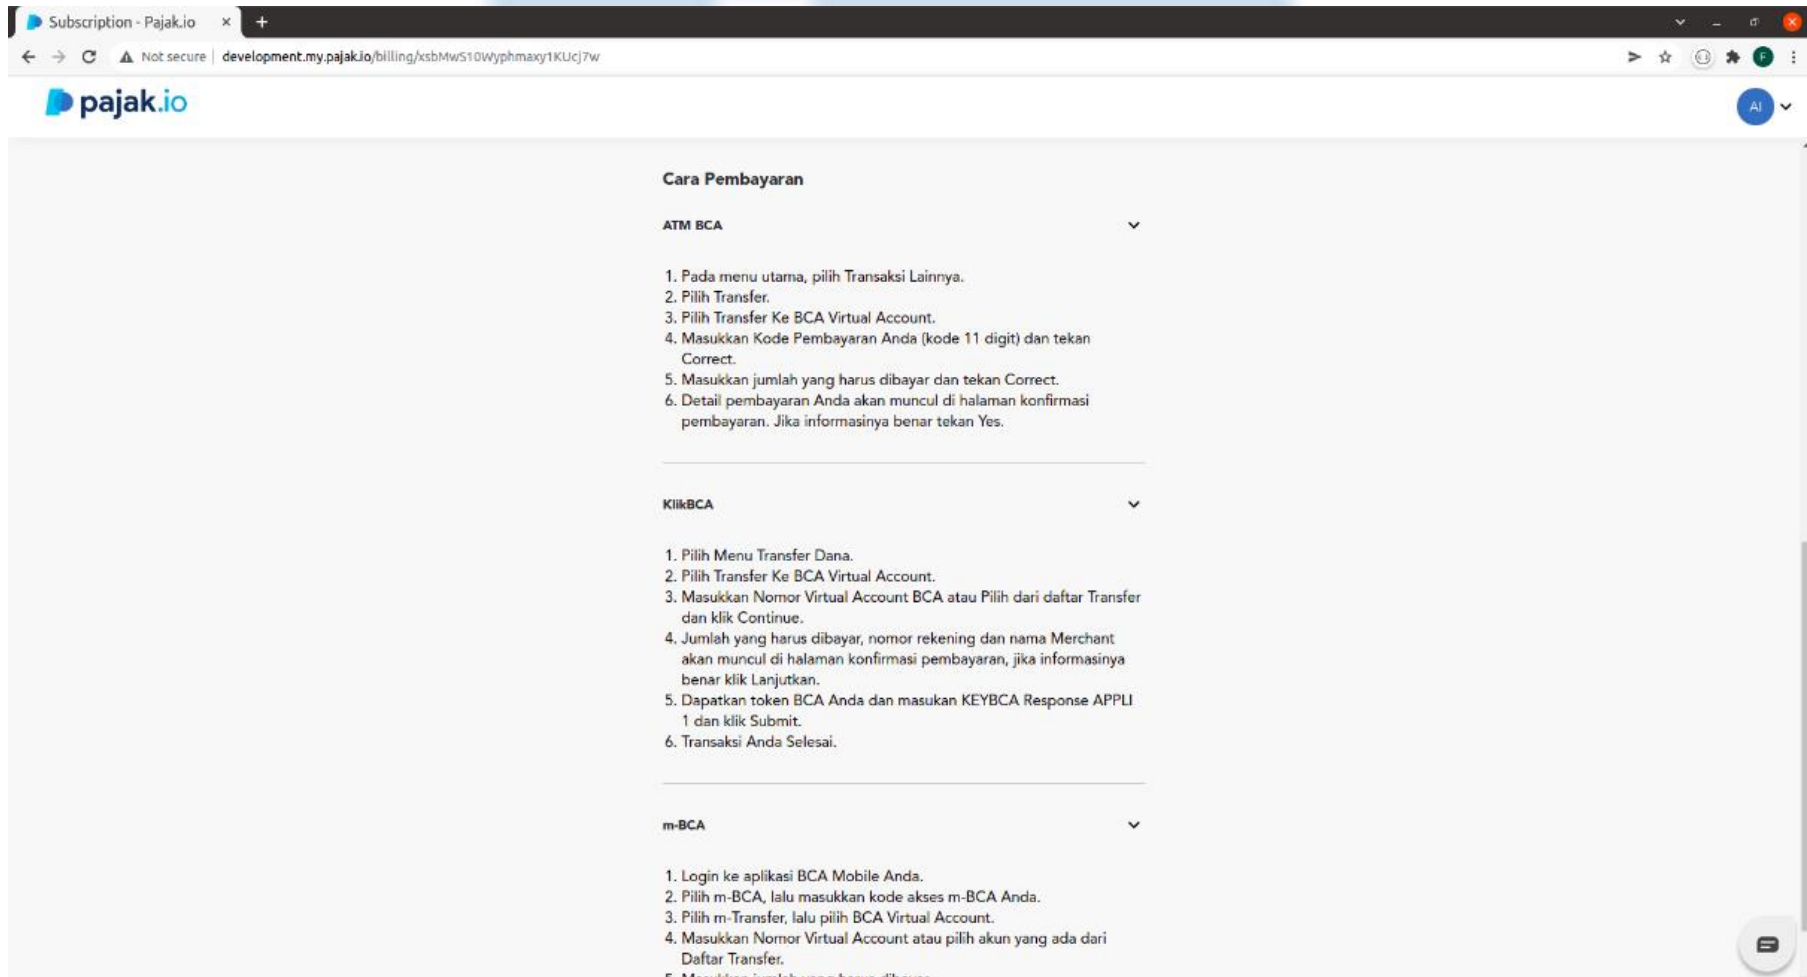 Subscription - Pajak.io
Not secure | development.my.pajak.io/billing/xsbMwS10Wyphmaxy1KUcj7w
F
pajak.io
AI
Cara Pembayaran
ATM BCA
1. Pada menu utama, pilih Transaksi Lainnya.
2. Pilih Transfer.
3. Pilih Transfer Ke BCA Virtual Account.
4. Masukkan Kode Pembayaran Anda (kode 11 digit) dan tekan
Correct.
5. Masukkan jumlah yang harus dibayar dan tekan Correct.
6. Detail pembayaran Anda akan muncul di halaman konfirmasi
pembayaran. Jika informasinya benar tekan Yes.
KlikBCA
1. Pilih Menu Transfer Dana.
2. Pilih Transfer Ke BCA Virtual Account.
3. Masukkan Nomor Virtual Account BCA atau Pilih dari daftar Transfer
dan klik Continue.
4. Jumlah yang harus dibayar, nomor rekening dan nama Merchant
akan muncul di halaman konfirmasi pembayaran, jika informasinya
benar klik Lanjutkan.
5. Dapatkan token BCA Anda dan masukan KEYBCA Response APPLI
1 dan klik Submit.
6. Transaksi Anda Selesai.
m-BCA
1. Login ke aplikasi BCA Mobile Anda.
2. Pilih m-BCA, lalu masukkan kode akses m-BCA Anda.
3. Pilih m-Transfer, lalu pilih BCA Virtual Account.
4. Masukkan Nomor Virtual Account atau pilih akun yang ada dari
Daftar Transfer.
5. Masukkan jumlah yang harus dibayar.